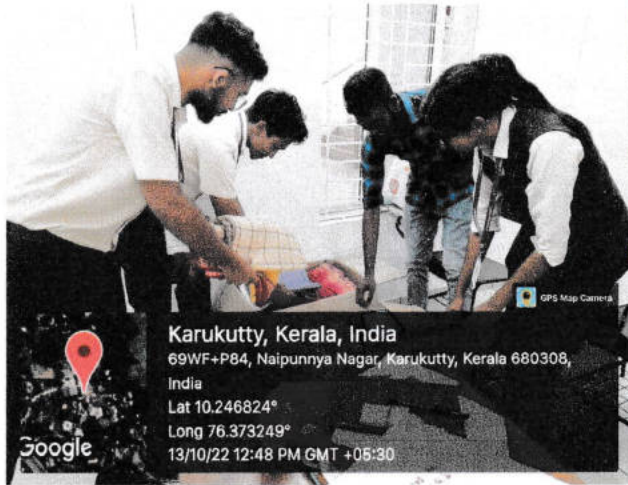 GPS Map Camera
Karukutty, Kerala, India
69WF+P84, Naipunnya Nagar, Karukutty, Kerala 680308,
India
Lat 10.246824°
Long 76.373249°
13/10/22 12:48 PM GMT +05:30
Google